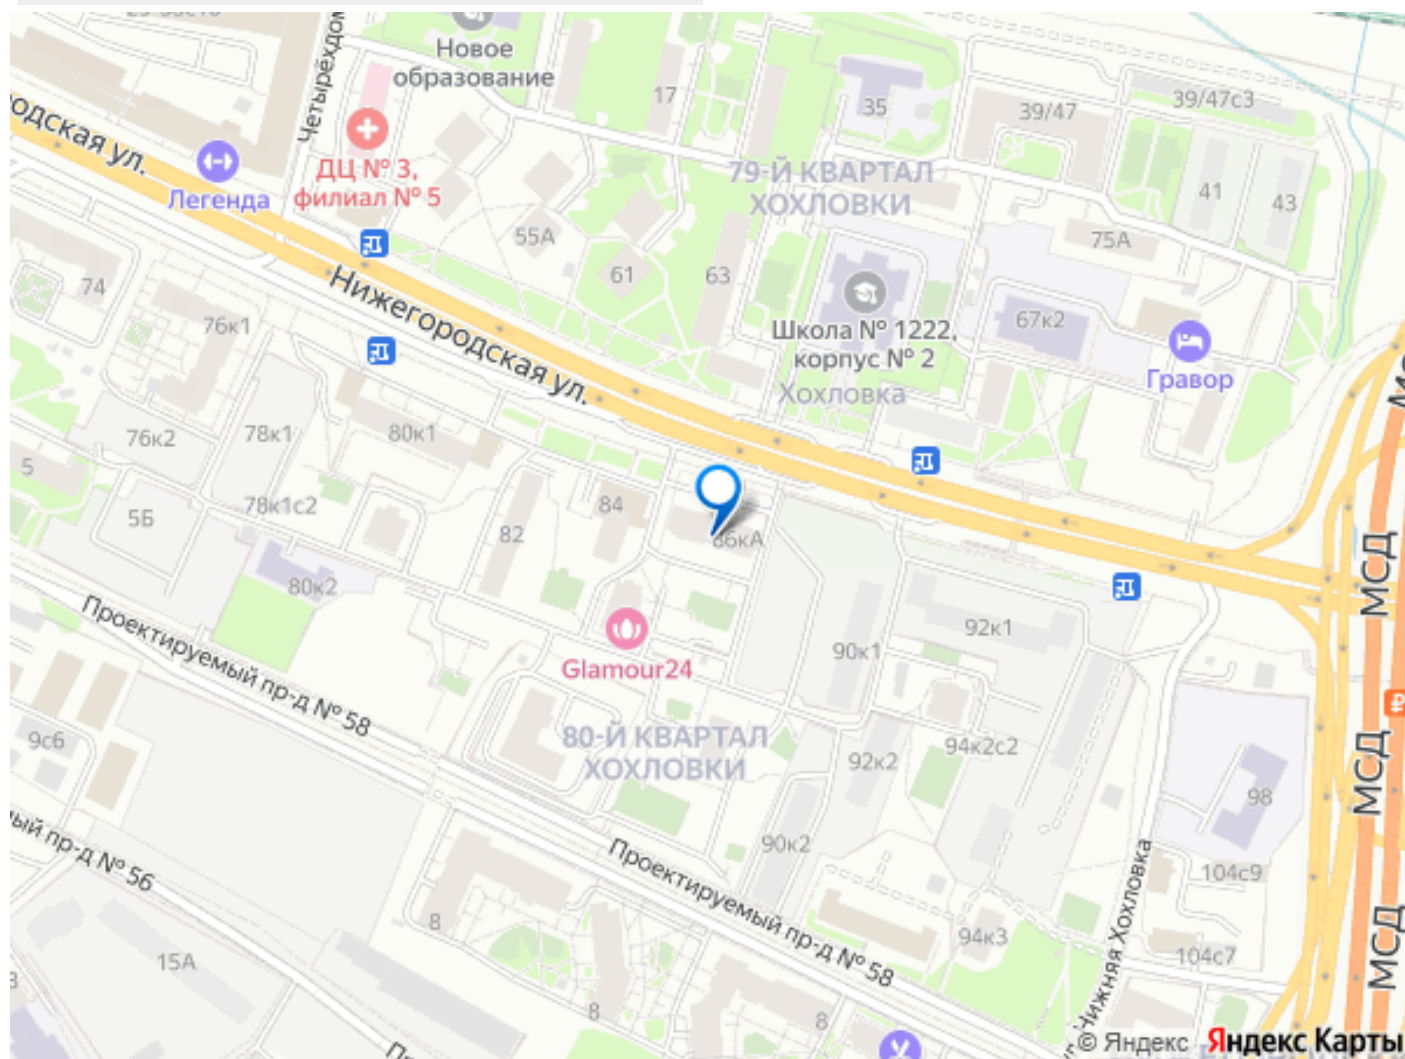 Четырёхдом
Новое
образование
17
35
39/47
39/47с3
одская ул.
Легенда
ДЦ № 3,
филиал № 5
79-Й КВАРТАЛ
ХОХЛОВКИ
41
43
55А
61
63
75А
74
76к1
Нижегородская ул.
Школа № 1222,
корпус № 2
Хохловка
67к2
Гравор
76к2
78к1
80к1
5
5Б
78к1с2
82
84
86кА
80к2
Проектируемый пр-д № 58
Glamour24
90к1
92к1
МСД
9с6
80-Й КВАРТАЛ
ХОХЛОВКИ
92к2
94к2с2
98
МСД
ый пр-д № 56
90к2
Проектируемый пр-д № 58
Нижняя Хохловка
104с9
8
15А
94к3
104с7
МСД
8
8
© Яндекс Яндекс Карты